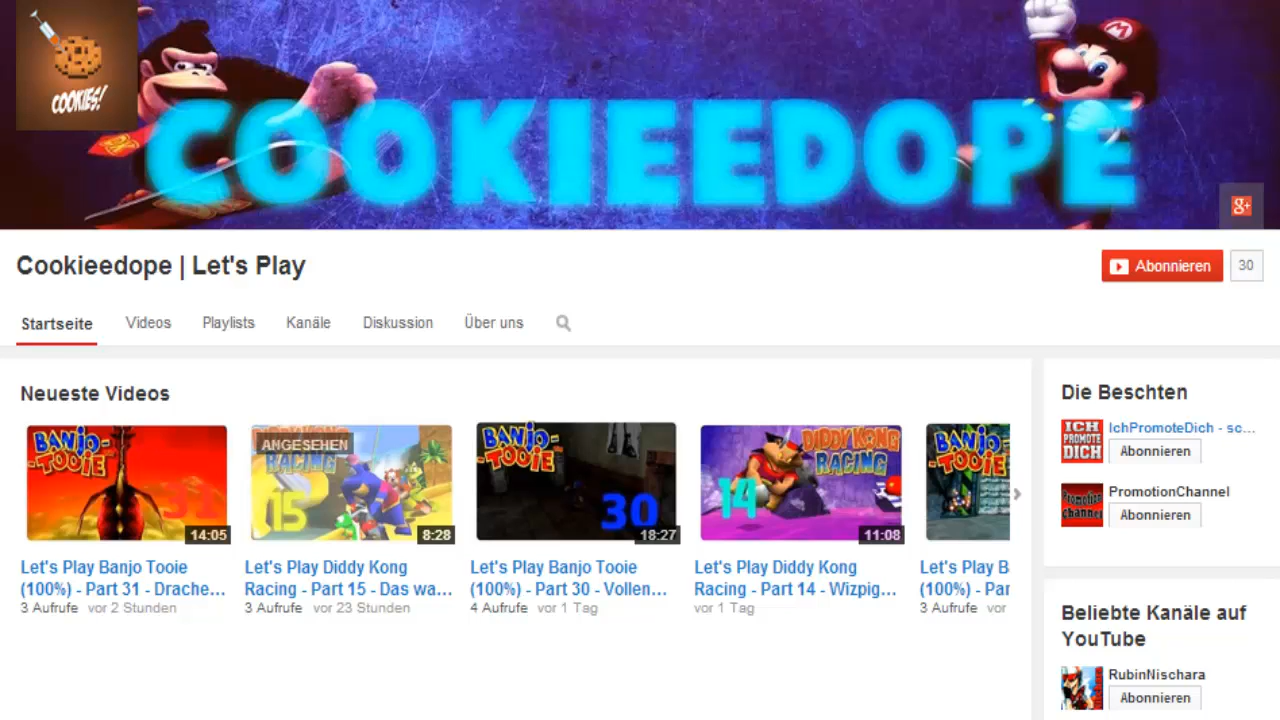 COOKIES!
COOKIEEDOPE
g+
Cookieedope | Let's Play
Abonnieren 30
Startseite Videos Playlists Kanäle Diskussion Über uns
Neueste Videos
BANJO-TOOIE
31
14:05
Let's Play Banjo Tooie
(100%) - Part 31 - Drache...
3 Aufrufe vor 2 Stunden
ANGESEHEN
RACING
15
8:28
Let's Play Diddy Kong
Racing - Part 15 - Das wa...
3 Aufrufe vor 23 Stunden
BANJO-TOOIE
30
18:27
Let's Play Banjo Tooie
(100%) - Part 30 - Vollen...
4 Aufrufe vor 1 Tag
DIDDY KONG
RACING
14
11:08
Let's Play Diddy Kong
Racing - Part 14 - Wizpig...
vor 1 Tag
BANJO-TOOIE
Let's Play B
(100%) - Par
3 Aufrufe vor
Die Beschten
ICH
PROMOTE
DICH
IchPromoteDich - sc...
Abonnieren
Promotion
Channel
PromotionChannel
Abonnieren
Beliebte Kanäle auf
YouTube
RubinNischara
Abonnieren